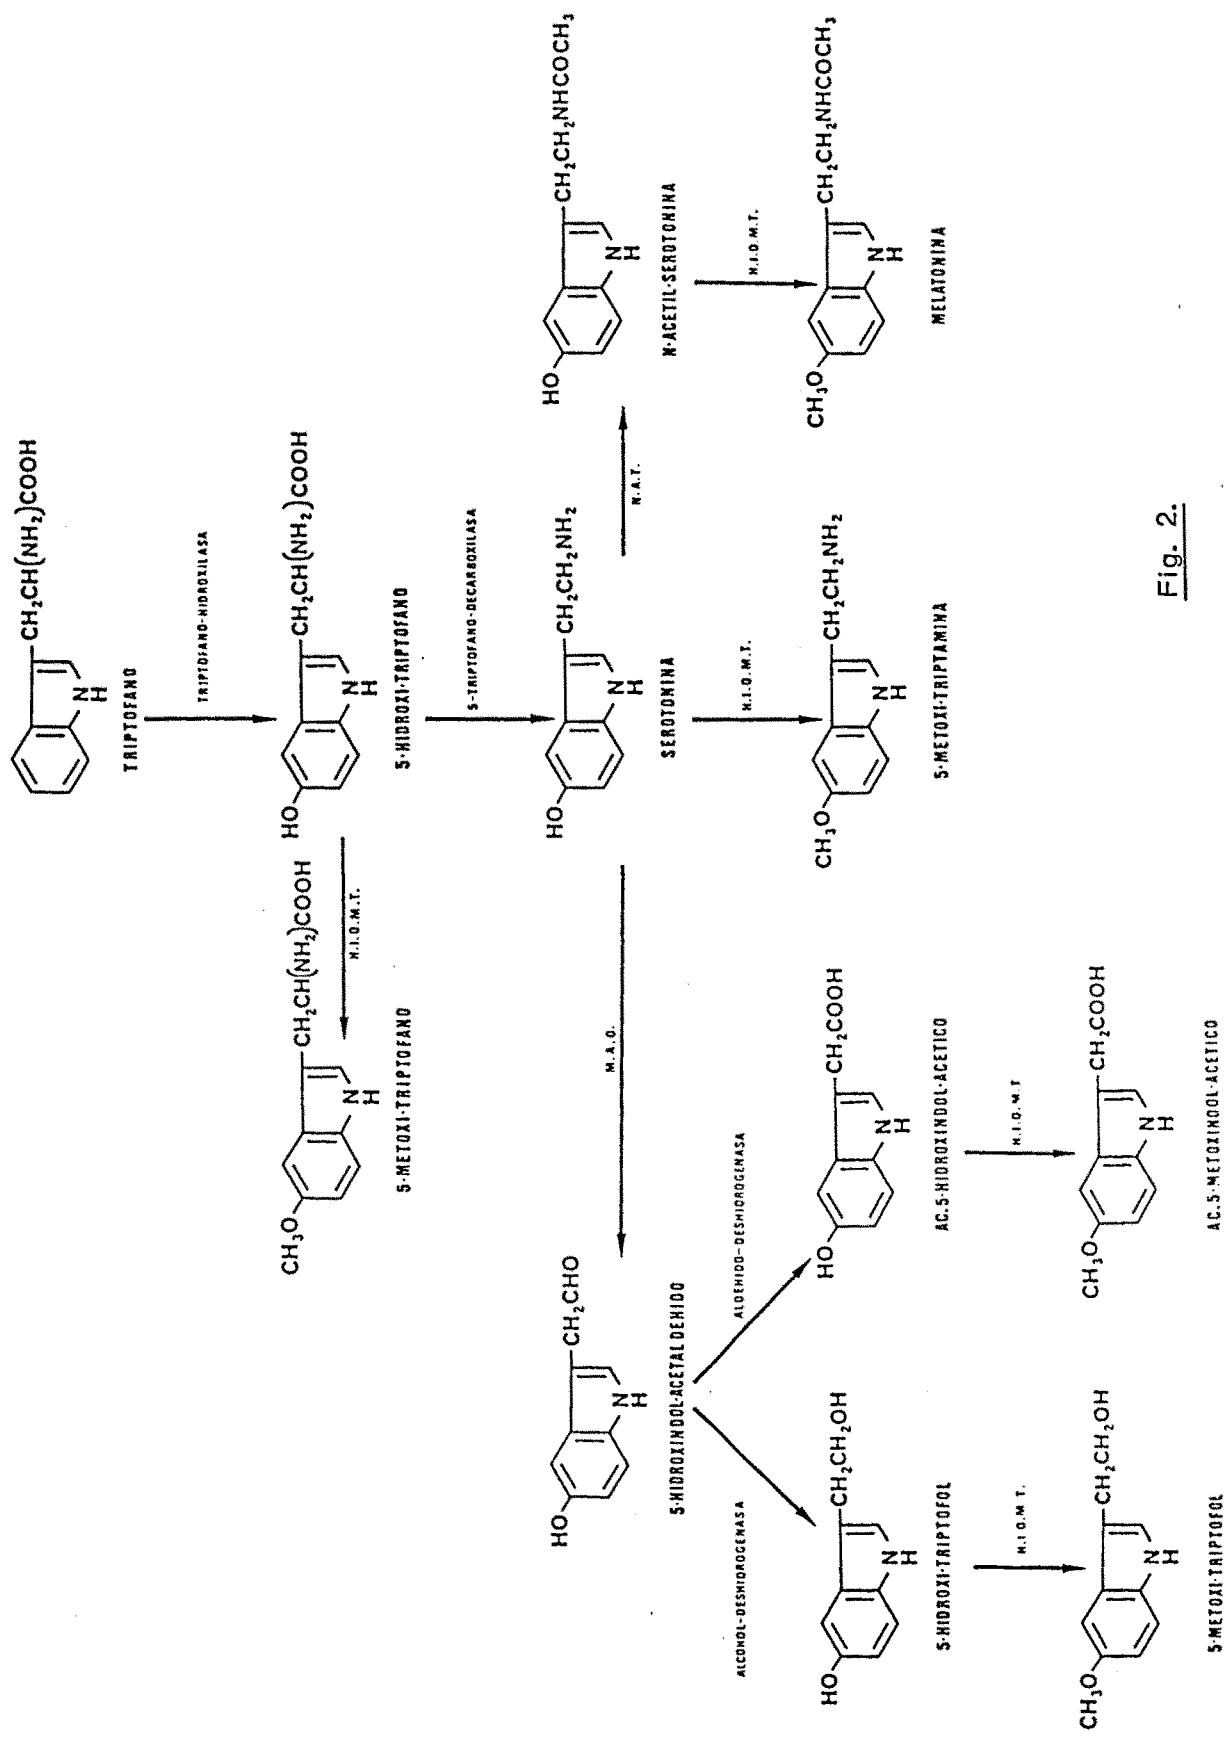 CH₂CH(NH₂)COOH
N
H
TRIPTOFANO
TRIPTOFANO-HIDROXILASA
HO
CH₂CH(NH₂)COOH
N
H
5·HIDROXI·TRIPTOFANO
H.I.O.M.T.
CH₃O
CH₂CH(NH₂)COOH
N
H
5·METOXI·TRIPTOFANO
5-TRIPTOFANO-DECARBOXILASA
HO
CH₂CH₂NH₂
N
H
SEROTONINA
N.A.T.
HO
CH₂CH₂NHCOCH₃
N
H
N·ACETIL·SEROTONINA
M.A.O.
HO
CH₂CHO
N
H
5·HIDROXINDOL·ACETALDEHIDO
H.I.O.M.T.
CH₃O
CH₂CH₂NHCOCH₃
N
H
MELATONINA
H.I.O.M.T.
CH₃O
CH₂CH₂NH₂
N
H
5·METOXI·TRIPTAMINA
ALCOHOL-DESHIDROGENASA
ALDEHIDO-DESHIDROGENASA
HO
CH₂CH₂OH
N
H
5·HIDROXI·TRIPTOFOL
HO
CH₂COOH
N
H
AC.5·HIDROXINDOL·ACETICO
H.I.O.M.T.
H.I.O.M.T
CH₃O
CH₂CH₂OH
N
H
5·METOXI·TRIPTOFOL
CH₃O
CH₂COOH
N
H
AC.5·METOXINDOL·ACETICO
Fig. 2.